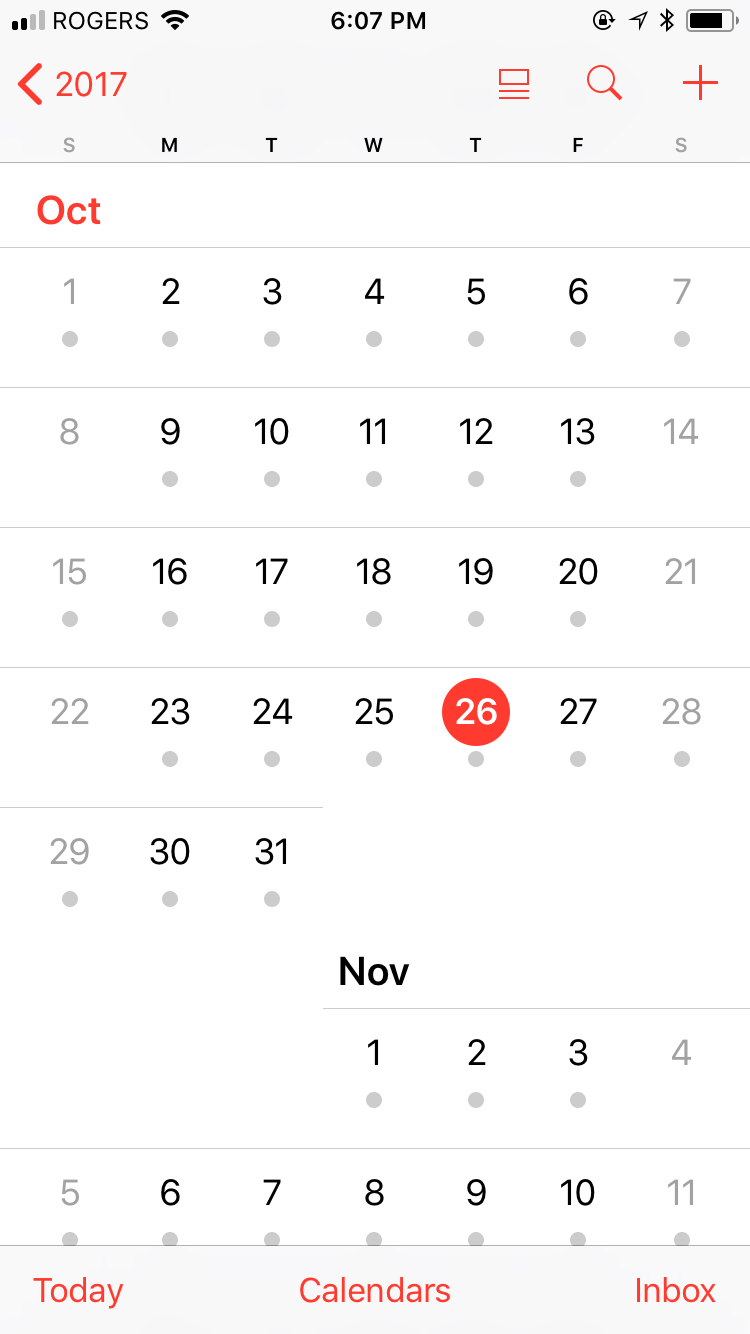 ROGERS 6:07 PM
2017
S M T W T F S
Oct
1 2 3 4 5 6 7
8 9 10 11 12 13 14
15 16 17 18 19 20 21
22 23 24 25 26 27 28
29 30 31
Nov
1 2 3 4
5 6 7 8 9 10 11
Today Calendars Inbox